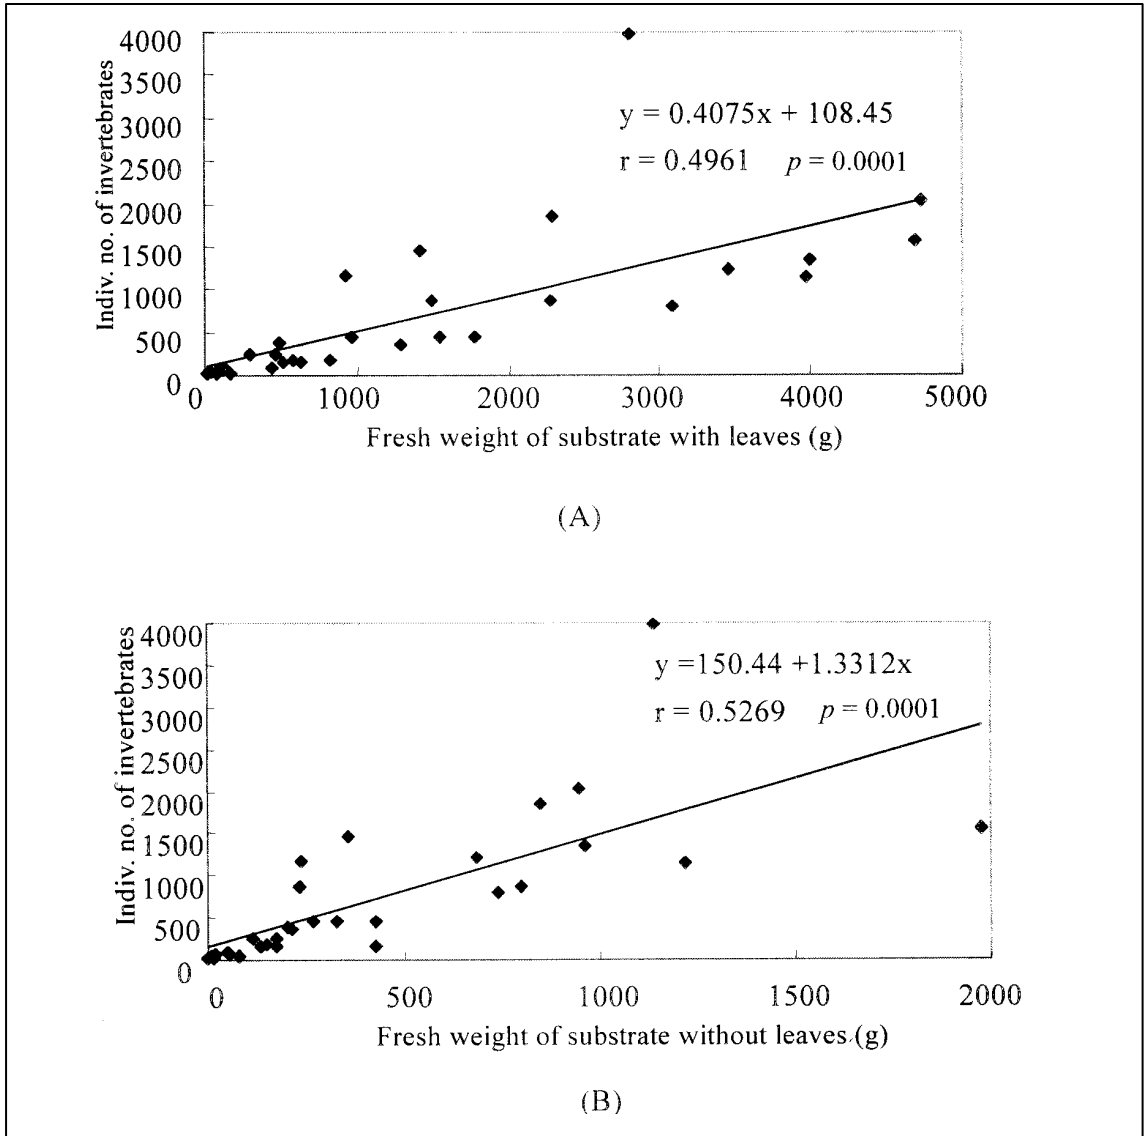 Indiv. no. of invertebrates
4000
3500
3000
2500
2000
1500
1000
500
0
y = 0.4075x + 108.45
r = 0.4961 p = 0.0001
0 1000 2000 3000 4000 5000
Fresh weight of substrate with leaves (g)
(A)
Indiv. no. of invertebrates
4000
3500
3000
2500
2000
1500
1000
500
0
y =150.44 +1.3312x
r = 0.5269 p = 0.0001
0 500 1000 1500 2000
Fresh weight of substrate without leaves (g)
(B)